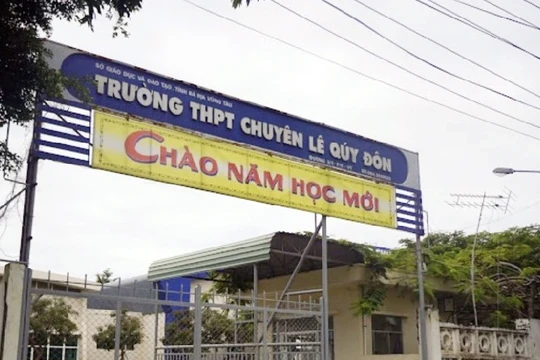 SỞ GIÁO DỤC VÀ ĐÀO TẠO TỈNH BÀ RỊA VŨNG TÀU
TRƯỜNG THPT CHUYÊN LÊ QÚY ĐÔN
CHÀO NĂM HỌC MỚI